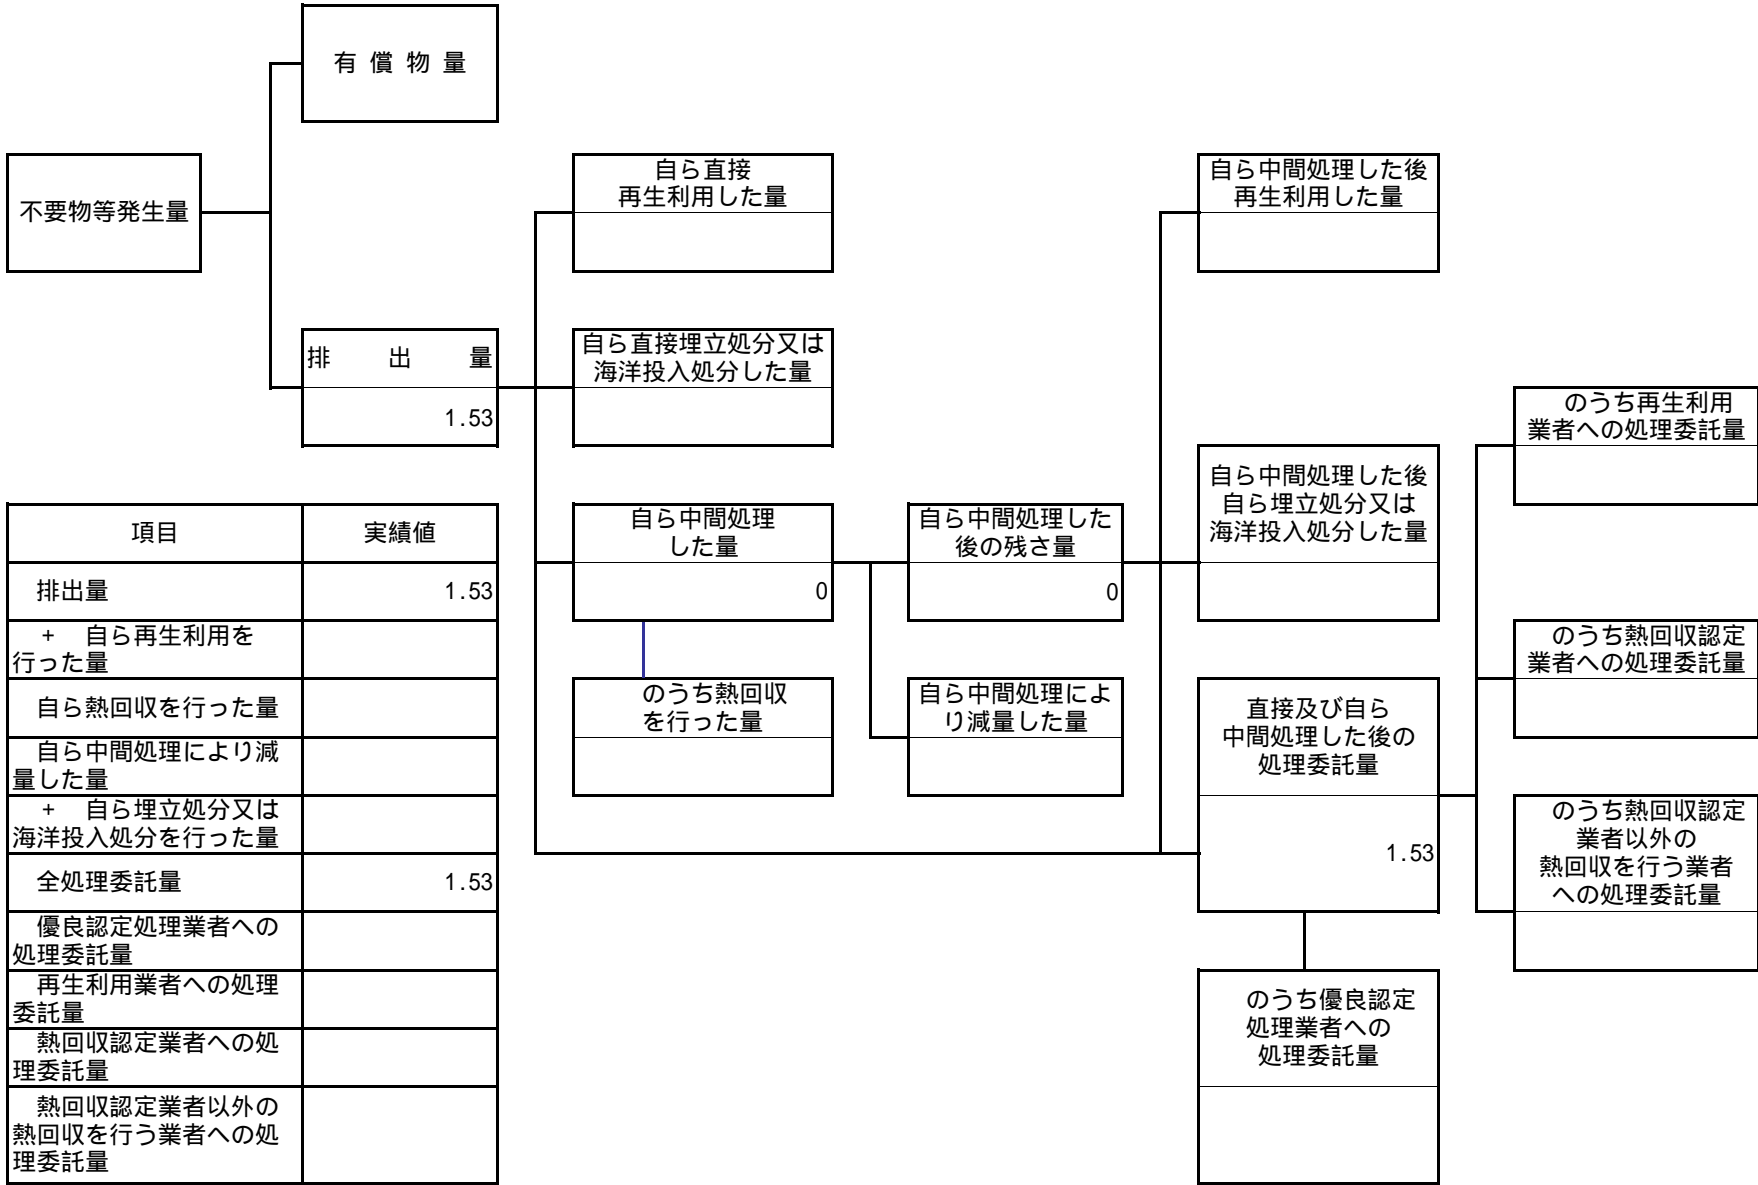 有 償 物 量
不要物等発生量
自ら直接
再生利用した量
自ら中間処理した後
再生利用した量
排 出 量
1.53
自ら直接埋立処分又は
海洋投入処分した量
のうち再生利用
業者への処理委託量
自ら中間処理
した量
0
自ら中間処理した
後の残さ量
0
自ら中間処理した後
自ら埋立処分又は
海洋投入処分した量
のうち熱回収認定
業者への処理委託量
のうち熱回収
を行った量
自ら中間処理によ
り減量した量
直接及び自ら
中間処理した後の
処理委託量
1.53
のうち熱回収認定
業者以外の
熱回収を行う業者
への処理委託量
のうち優良認定
処理業者への
処理委託量
項目 実績値
排出量 1.53
+ 自ら再生利用を
行った量
自ら熱回収を行った量
自ら中間処理により減
量した量
+ 自ら埋立処分又は
海洋投入処分を行った量
全処理委託量 1.53
優良認定処理業者への
処理委託量
再生利用業者への処理
委託量
熱回収認定業者への処
理委託量
熱回収認定業者以外の
熱回収を行う業者への処
理委託量